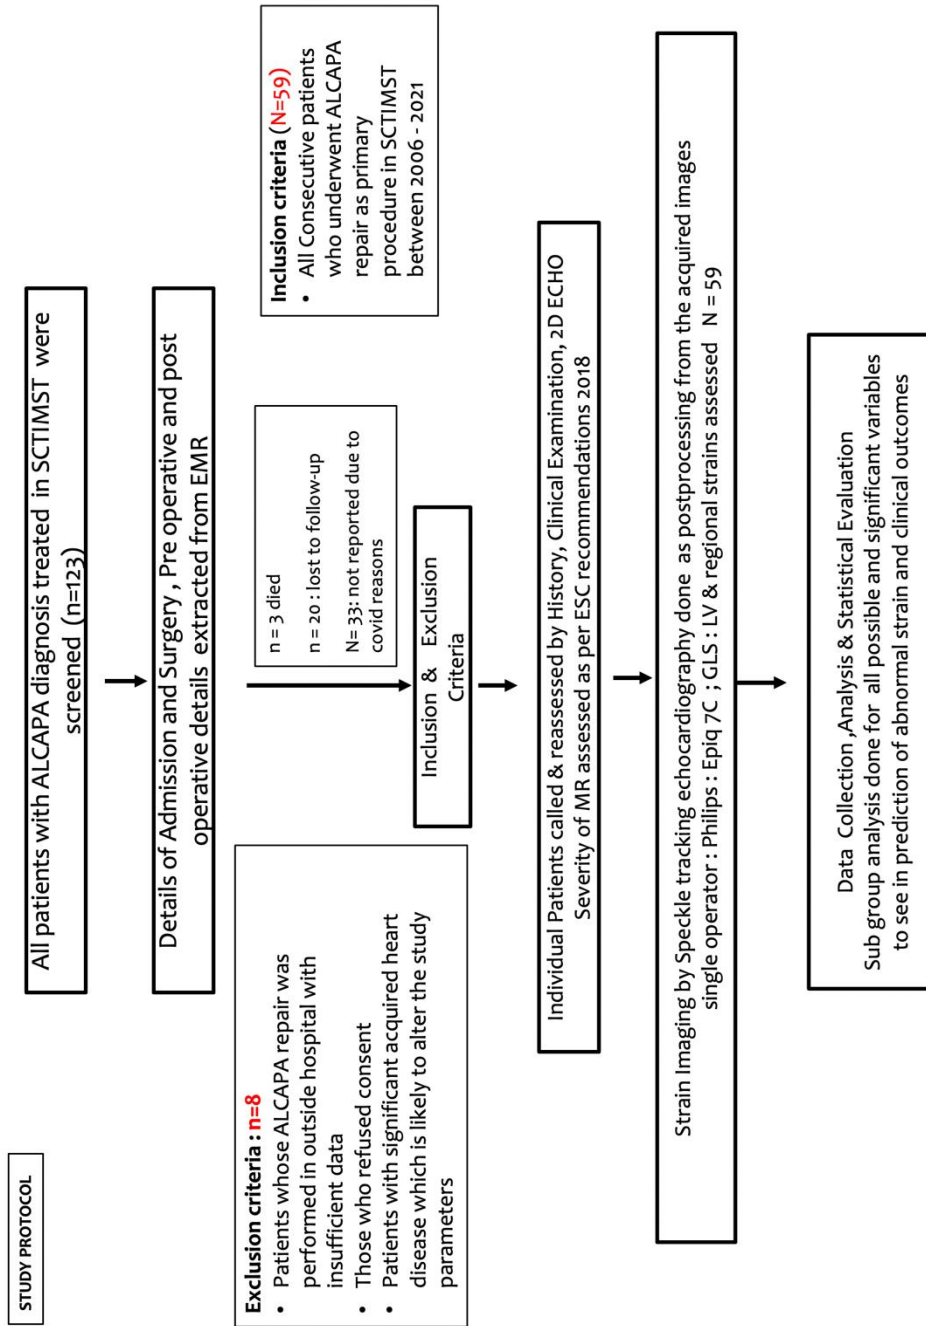 STUDY PROTOCOL
All patients with ALCAPA diagnosis treated in SCTIMST were
screened (n=123)
Details of Admission and Surgery , Pre operative and post
operative details extracted from EMR
Exclusion criteria : n=8
• Patients whose ALCAPA repair was
performed in outside hospital with
insufficient data
• Those who refused consent
• Patients with significant acquired heart
disease which is likely to alter the study
parameters
n = 3 died
n = 20 : lost to follow-up
N= 33: not reported due to
covid reasons
Inclusion criteria (N=59)
• All Consecutive patients
who underwent ALCAPA
repair as primary
procedure in SCTIMST
between 2006 - 2021
Inclusion & Exclusion
Criteria
Individual Patients called & reassessed by History, Clinical Examination, 2D ECHO
Severity of MR assessed as per ESC recommendations 2018
Strain Imaging by Speckle tracking echocardiography done as postprocessing from the acquired images
single operator : Philips : Epiq 7C ; GLS : LV & regional strains assessed N = 59
Data Collection ,Analysis & Statistical Evaluation
Sub group analysis done for all possible and significant variables
to see in prediction of abnormal strain and clinical outcomes